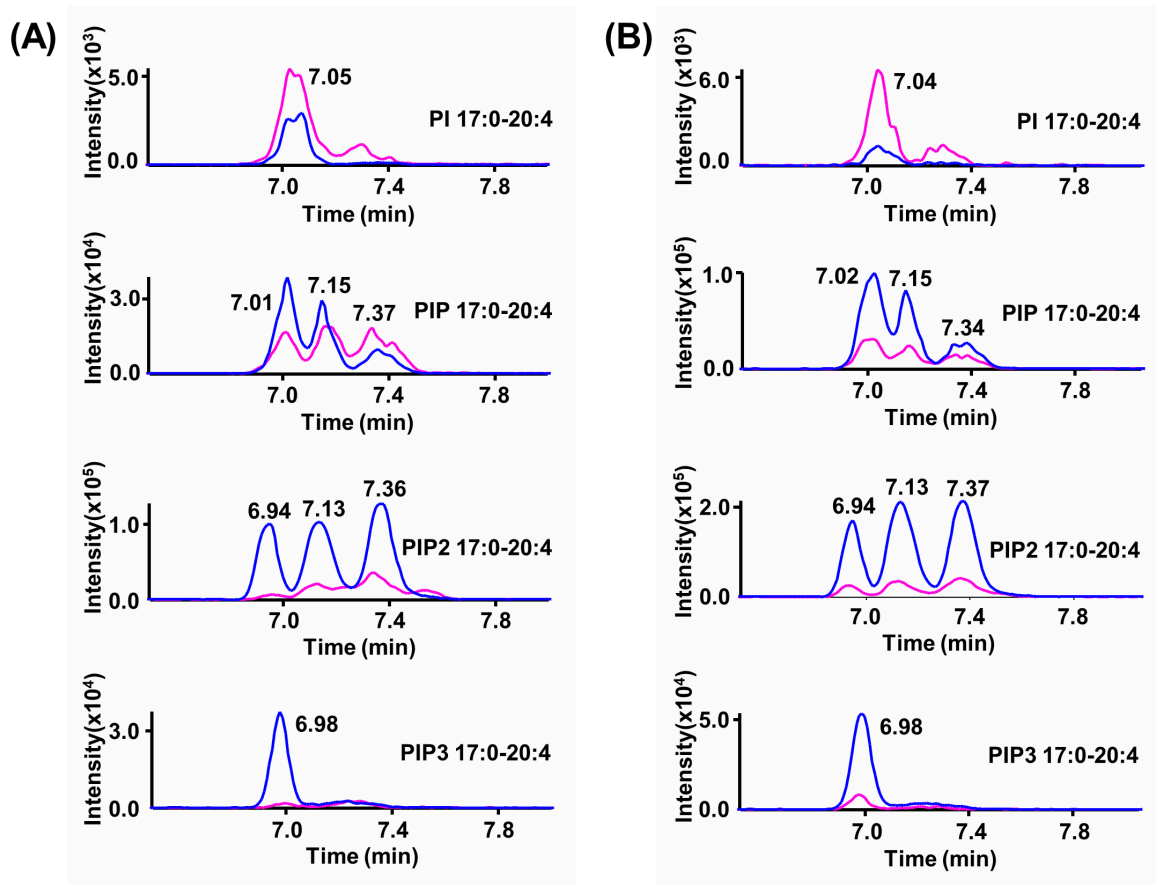 (A)
Intensity(x10³)
5.0
0.0
7.05
PI 17:0-20:4
7.0 7.4 7.8
Time (min)
Intensity(x10⁴)
3.0
0.0
7.01 7.15 7.37
PIP 17:0-20:4
7.0 7.4 7.8
Time (min)
Intensity(x10⁵)
1.0
0.0
6.94 7.13 7.36
PIP2 17:0-20:4
7.0 7.4 7.8
Time (min)
Intensity(x10⁴)
3.0
0.0
6.98
PIP3 17:0-20:4
7.0 7.4 7.8
Time (min)
(B)
Intensity (x10³)
6.0
0.0
7.04
PI 17:0-20:4
7.0 7.4 7.8
Time (min)
Intensity(x10⁵)
1.0
0.0
7.02 7.15 7.34
PIP 17:0-20:4
7.0 7.4 7.8
Time (min)
Intensity(x10⁵)
2.0
0.0
6.94 7.13 7.37
PIP2 17:0-20:4
7.0 7.4 7.8
Time (min)
Intensity(x10⁴)
5.0
0.0
6.98
PIP3 17:0-20:4
7.0 7.4 7.8
Time (min)